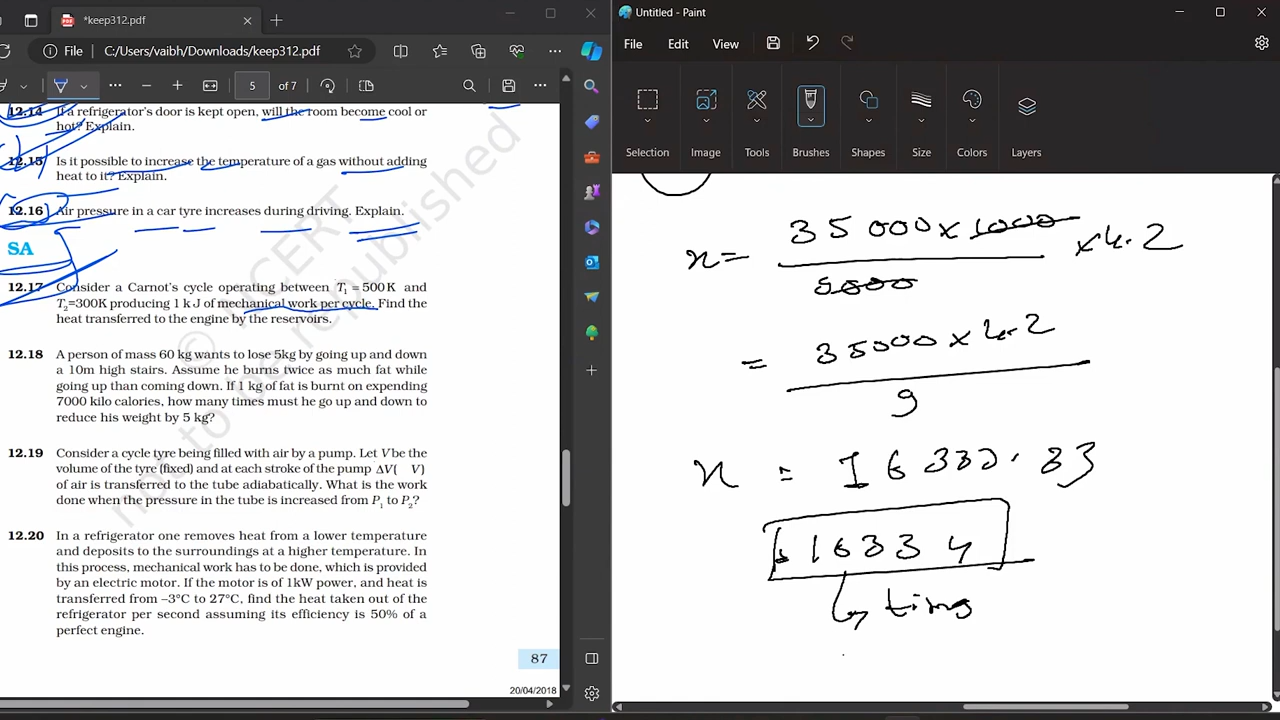 *keep312.pdf
File
C:/Users/vaibh/Downloads/keep312.pdf
5 of 7
12.14 If a refrigerator's door is kept open, will the room become cool or
hot? Explain.
12.15 Is it possible to increase the temperature of a gas without adding
heat to it? Explain.
12.16 Air pressure in a car tyre increases during driving. Explain.
SA
12.17 Consider a Carnot's cycle operating between T₁ = 500K and
T₂=300K producing 1 k J of mechanical work per cycle. Find the
heat transferred to the engine by the reservoirs.
12.18 A person of mass 60 kg wants to lose 5kg by going up and down
a 10m high stairs. Assume he burns twice as much fat while
going up than coming down. If 1 kg of fat is burnt on expending
7000 kilo calories, how many times must he go up and down to
reduce his weight by 5 kg?
12.19 Consider a cycle tyre being filled with air by a pump. Let V be the
volume of the tyre (fixed) and at each stroke of the pump ΔV( V)
of air is transferred to the tube adiabatically. What is the work
done when the pressure in the tube is increased from P₁ to P₂?
12.20 In a refrigerator one removes heat from a lower temperature
and deposits to the surroundings at a higher temperature. In
this process, mechanical work has to be done, which is provided
by an electric motor. If the motor is of 1kW power, and heat is
transferred from –3°C to 27°C, find the heat taken out of the
refrigerator per second assuming its efficiency is 50% of a
perfect engine.
87
20/04/2018
© NCERT
not to be republished
Untitled - Paint
File Edit View
Selection Image Tools Brushes Shapes Size Colors Layers
n = 35000 x 1000 x 4.2
= 35000 x 4.2
9
n =
16334
times